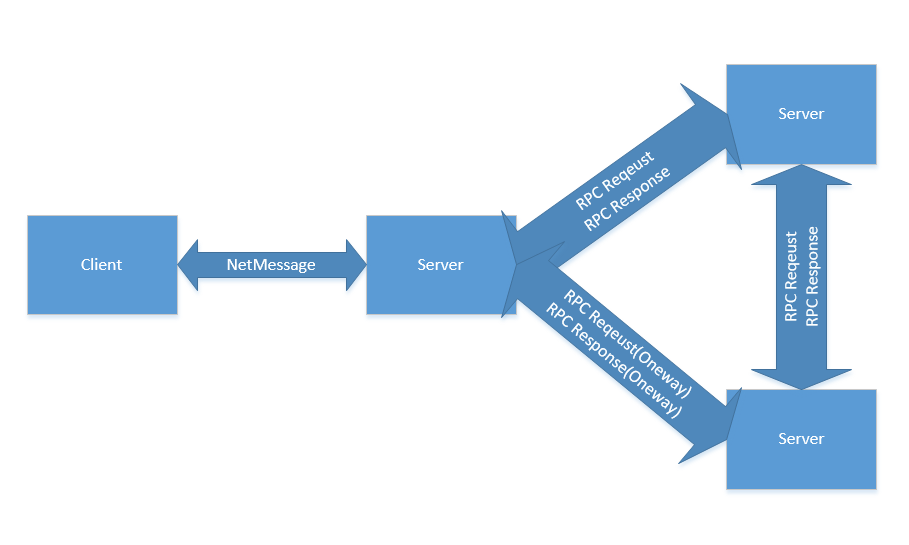 Server
RPC Reqeust
RPC Response
Client
NetMessage
Server
RPC Reqeust
RPC Response
RPC Reqeust(Oneway)
RPC Response(Oneway)
Server